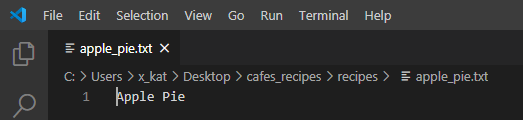 File Edit Selection View Go Run Terminal Help
apple_pie.txt
C: > Users > x_kat > Desktop > cafes_recipes > recipes > apple_pie.txt
1 Apple Pie